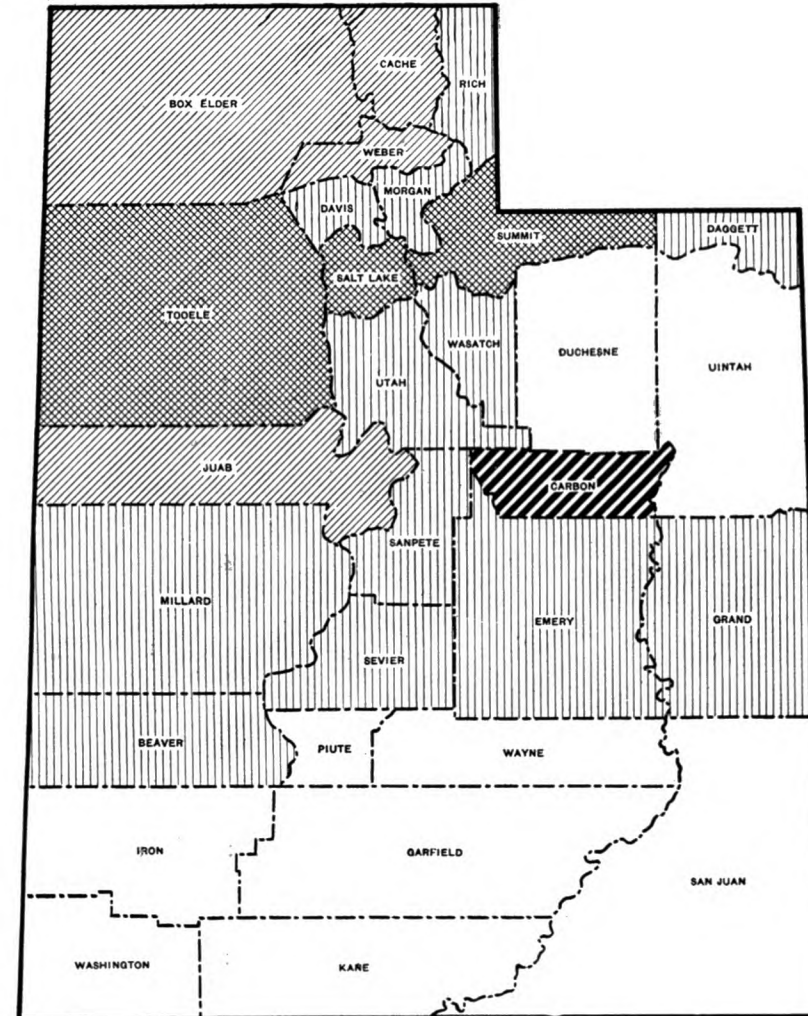 CACHE
RICH
BOX ELDER
WEBER
MORGAN
DAVIS
SUMMIT
DAGGETT
SALT LAKE
TOOELE
WASATCH
DUCHESNE
UINTAH
UTAH
JUAB
CARBON
SANPETE
MILLARD
EMERY
GRAND
SEVIER
BEAVER
PIUTE
WAYNE
IRON
GARFIELD
SAN JUAN
WASHINGTON
KANE